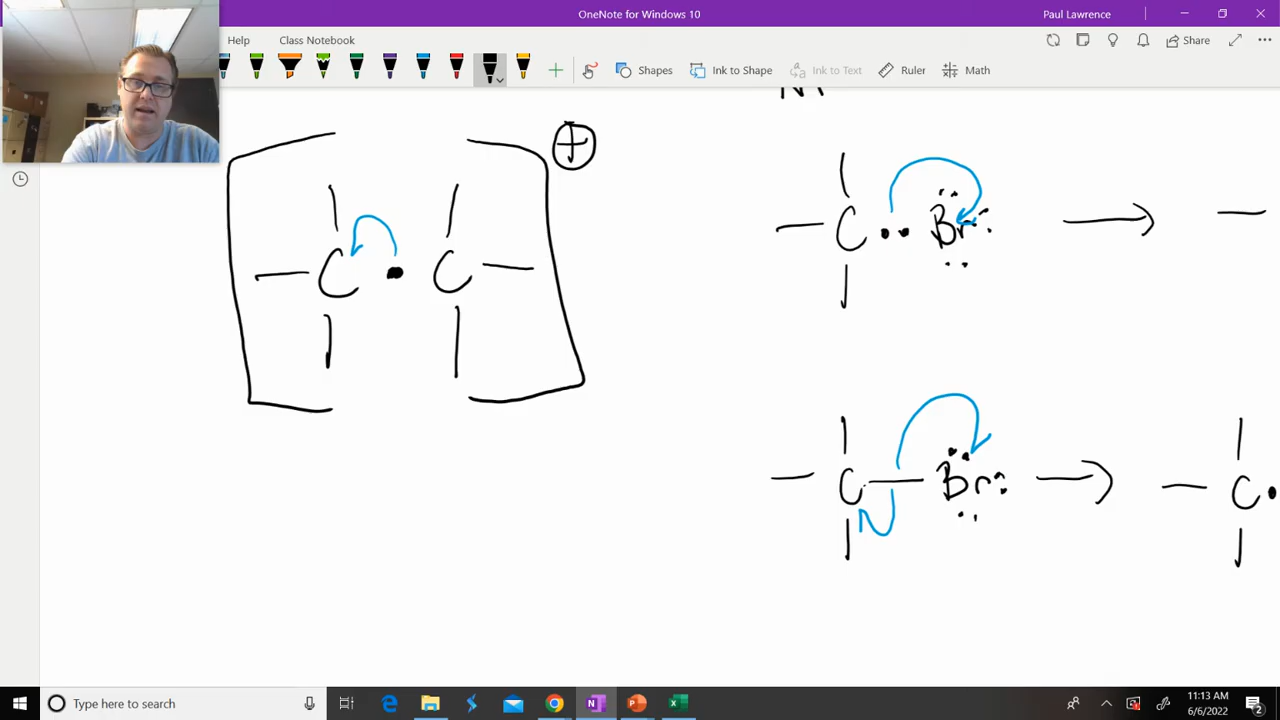 OneNote for Windows 10
Paul Lawrence
Help
Class Notebook
Share
Shapes
Ink to Shape
Ink to Text
Ruler
Math
+
C • C
C •• Br
C — Br
C •
Type here to search
11:13 AM
6/6/2022
2